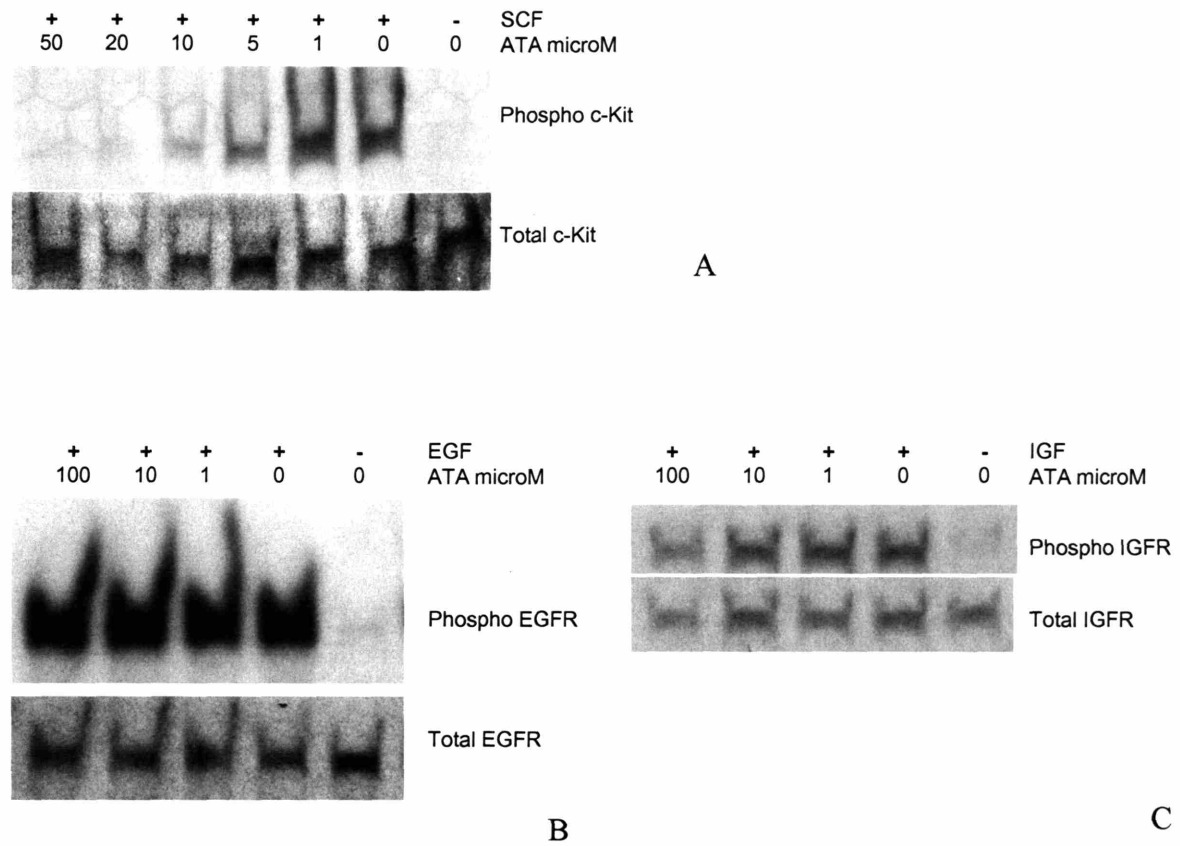 + + + + + + - SCF
50 20 10 5 1 0 0 ATA microM
Phospho c-Kit
Total c-Kit
A
+ + + + - EGF
100 10 1 0 0 ATA microM
Phospho EGFR
Total EGFR
B
+ + + + - IGF
100 10 1 0 0 ATA microM
Phospho IGFR
Total IGFR
C